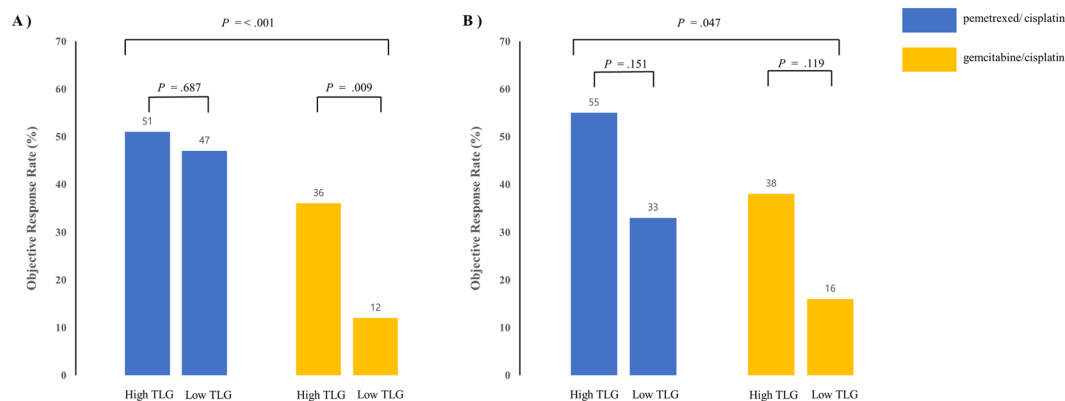 A )
P = < .001
70
60
50
40
30
20
10
0
Objective Response Rate (%)
P = .687
P = .009
51
47
36
12
High TLG
Low TLG
High TLG
Low TLG
B )
P = .047
70
60
50
40
30
20
10
0
Objective Response Rate (%)
P = .151
P = .119
55
33
38
16
High TLG
Low TLG
High TLG
Low TLG
pemetrexed/ cisplatin
gemcitabine/cisplatin